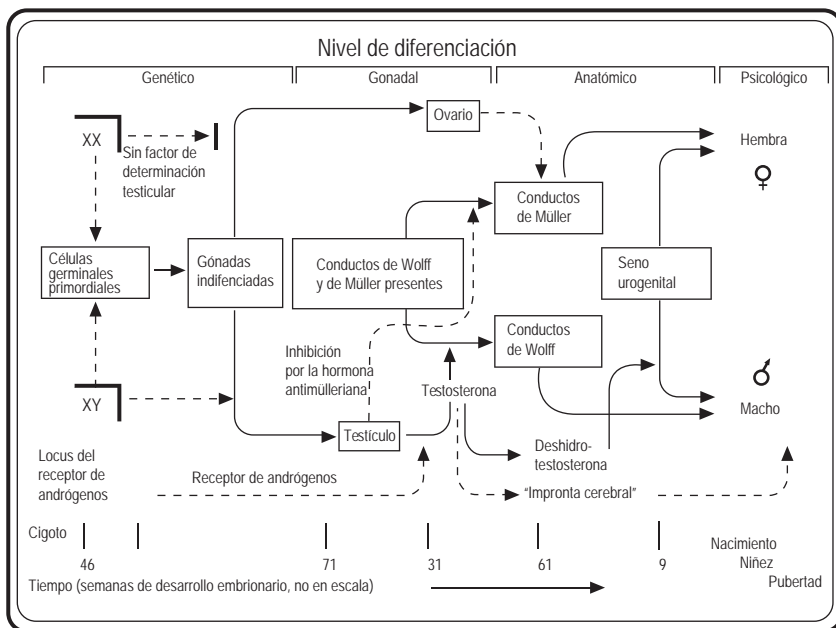 Nivel de diferenciación
Genético
Gonadal
Anatómico
Psicológico
XX
Sin factor de
determinación
testicular
Ovario
Hembra
♀
Conductos
de Müller
Células
germinales
primordiales
Gónadas
indifenciadas
Conductos de Wolff
y de Müller presentes
Seno
urogenital
Inhibición
por la hormona
antimülleriana
Conductos
de Wolff
XY
Testosterona
♂
Macho
Testículo
Locus del
receptor de
andrógenos
Receptor de andrógenos
Deshidro-
testosterona
"Impronta cerebral"
Cigoto
46
71
31
61
9
Nacimiento
Niñez
Pubertad
Tiempo (semanas de desarrollo embrionario, no en escala)